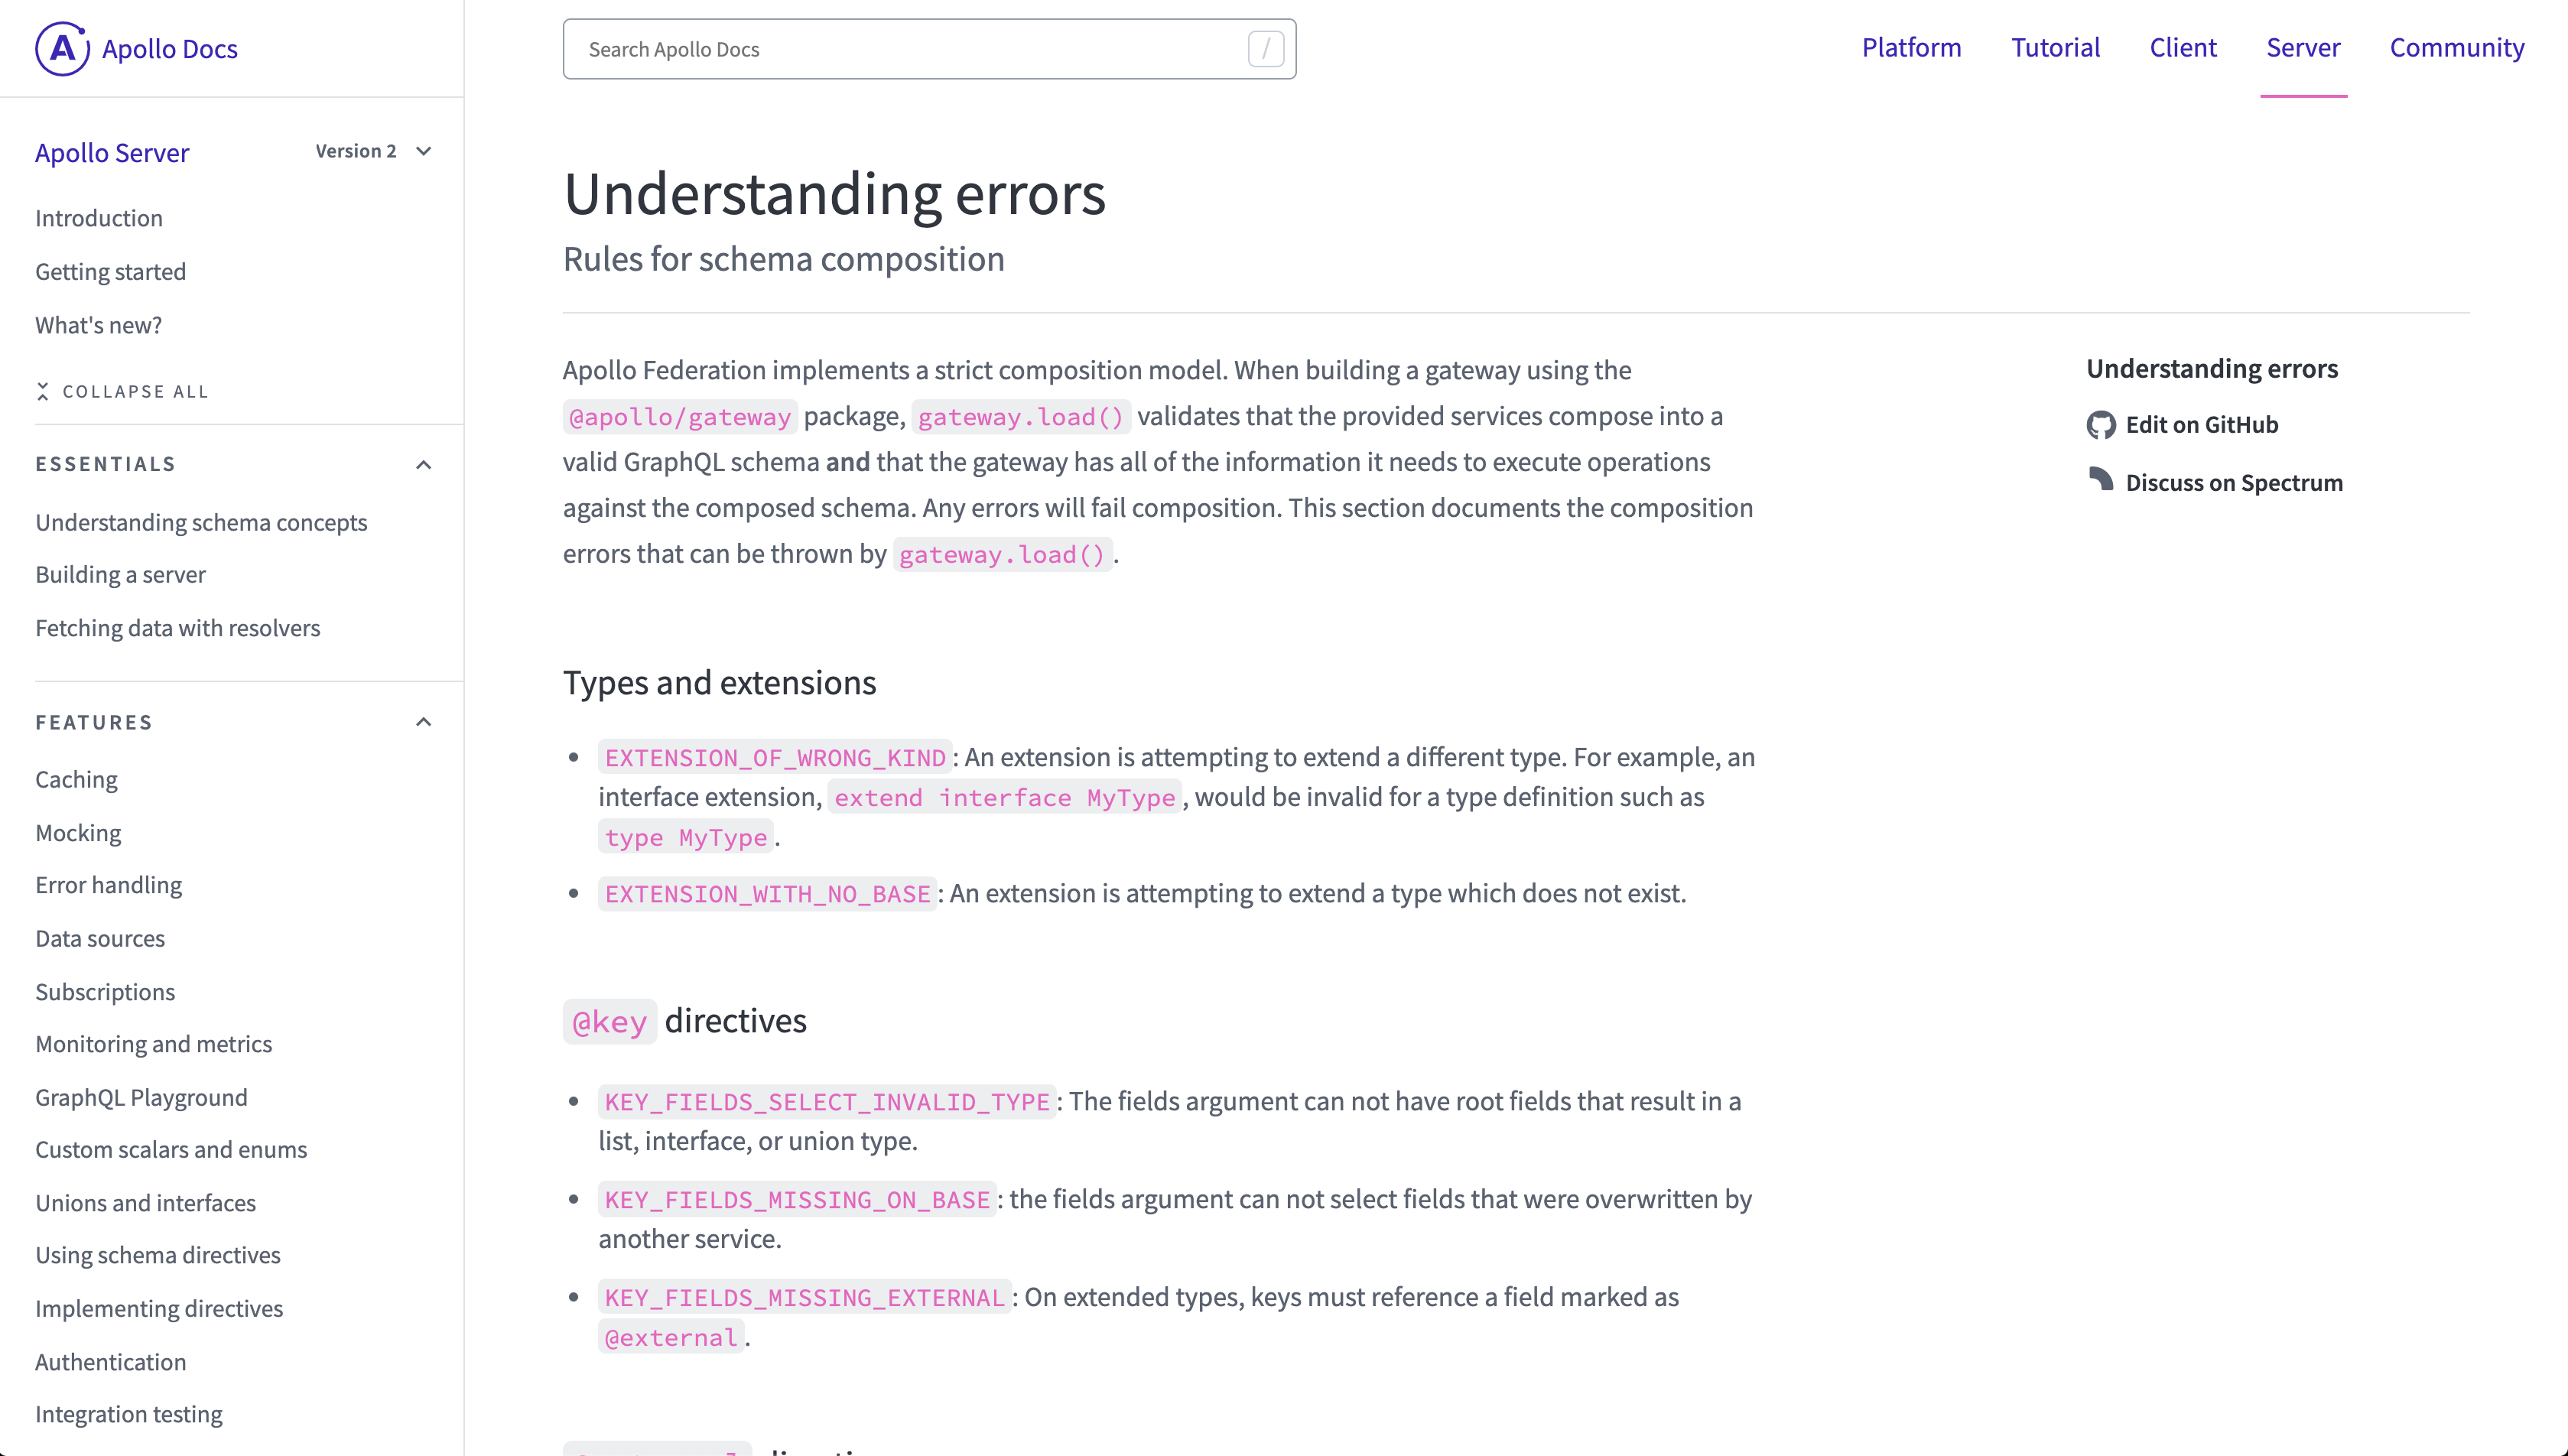 Apollo Docs
Search Apollo Docs
/
Platform
Tutorial
Client
Server
Community
Apollo Server
Version 2
Introduction
Getting started
What's new?
COLLAPSE ALL
ESSENTIALS
Understanding schema concepts
Building a server
Fetching data with resolvers
FEATURES
Caching
Mocking
Error handling
Data sources
Subscriptions
Monitoring and metrics
GraphQL Playground
Custom scalars and enums
Unions and interfaces
Using schema directives
Implementing directives
Authentication
Integration testing
Understanding errors
Rules for schema composition
Apollo Federation implements a strict composition model. When building a gateway using the
@apollo/gateway package, gateway.load() validates that the provided services compose into a
valid GraphQL schema and that the gateway has all of the information it needs to execute operations
against the composed schema. Any errors will fail composition. This section documents the composition
errors that can be thrown by gateway.load().
Types and extensions
• EXTENSION_OF_WRONG_KIND: An extension is attempting to extend a different type. For example, an
interface extension, extend interface MyType, would be invalid for a type definition such as
type MyType.
• EXTENSION_WITH_NO_BASE: An extension is attempting to extend a type which does not exist.
@key directives
• KEY_FIELDS_SELECT_INVALID_TYPE: The fields argument can not have root fields that result in a
list, interface, or union type.
• KEY_FIELDS_MISSING_ON_BASE: the fields argument can not select fields that were overwritten by
another service.
• KEY_FIELDS_MISSING_EXTERNAL: On extended types, keys must reference a field marked as
@external.
Understanding errors
Edit on GitHub
Discuss on Spectrum